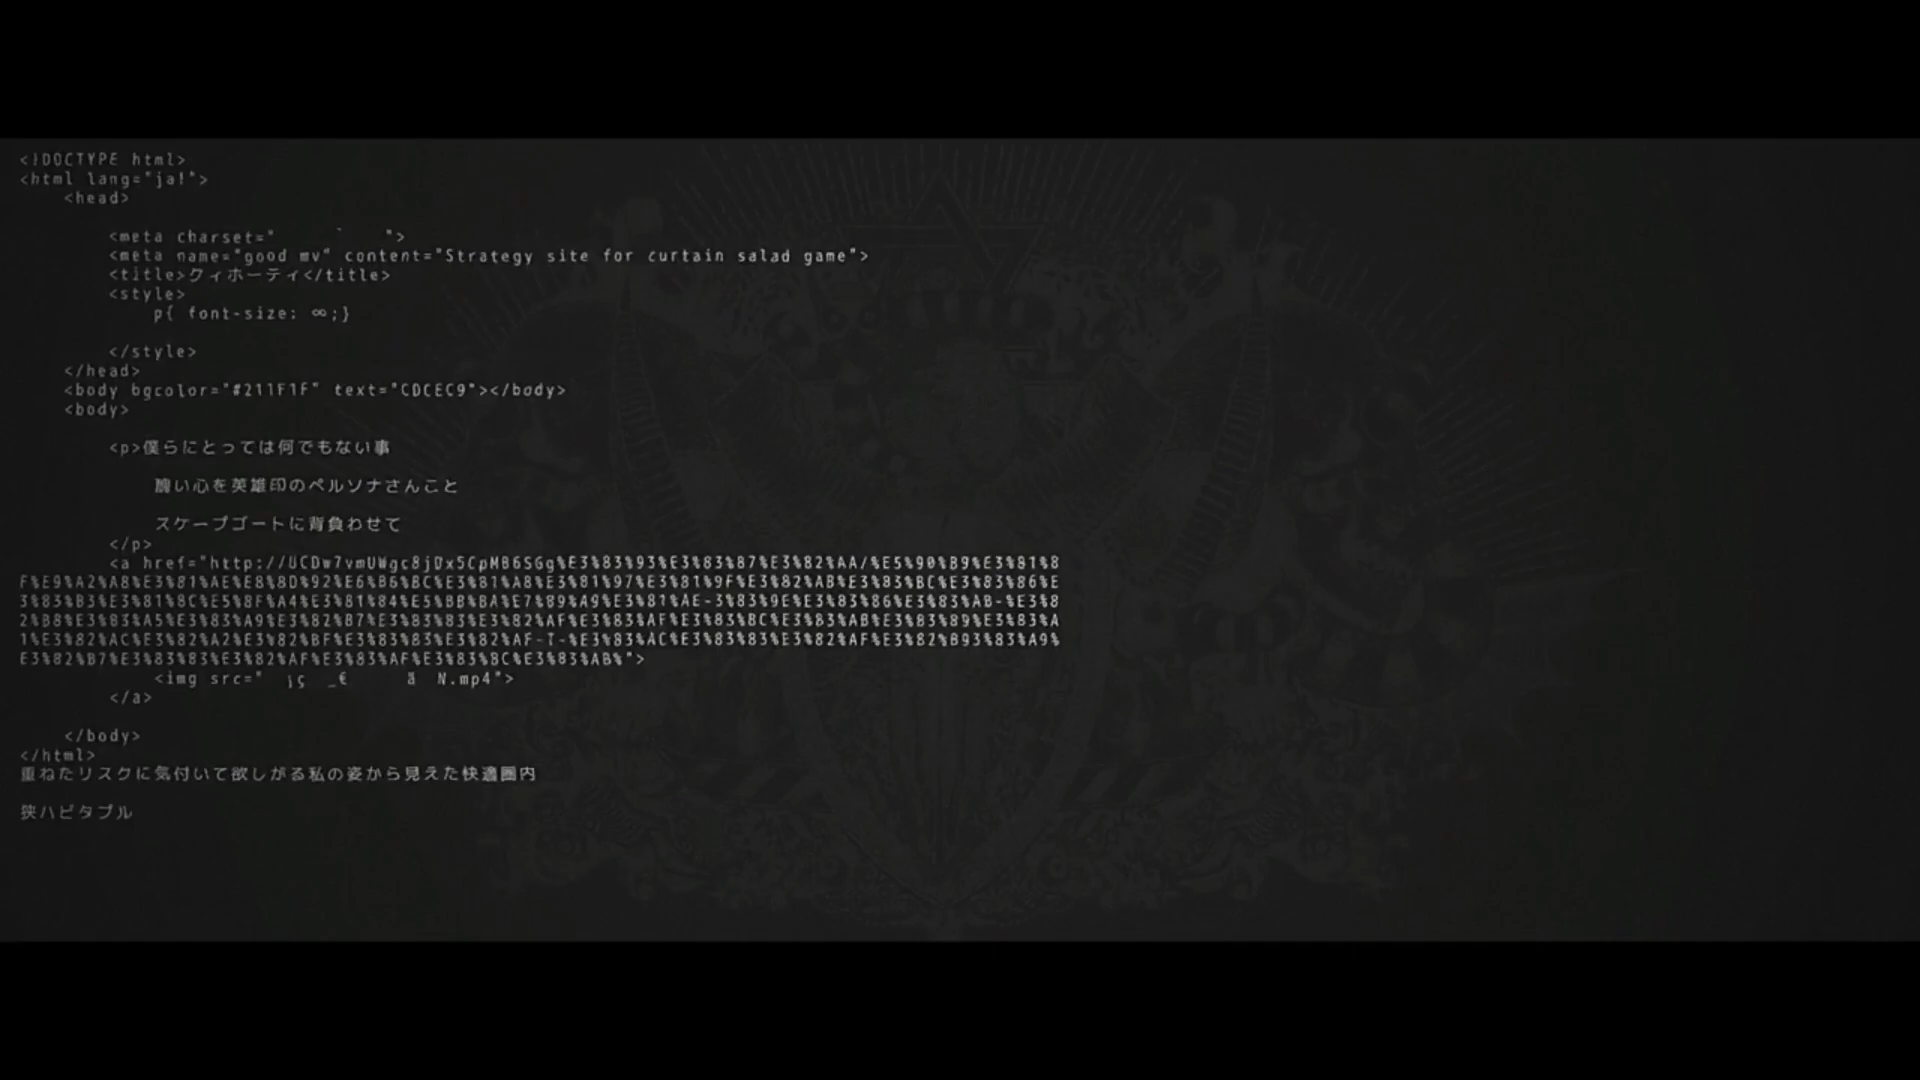 <!DOCTYPE html>
<html lang="ja!">
<head>
<meta charset=" ` ">
<meta name="good mv" content="Strategy site for curtain salad game">
<title>クィホーティ</title>
<style>
p{ font-size: ∞;}
</style>
</head>
<body bgcolor="#211F1F" text="CDCEC9"></body>
<body>
<p>僕らにとっては何でもない事
醜い心を英雄印のペルソナさんこと
スケープゴートに背負わせて
</p>
<a href="http://UCDw7vmUWgc8jDx5CpMB6SGg%E3%83%93%E3%83%87%E3%82%AA/%E5%90%B9%E3%81%8
F%E9%A2%A8%E3%81%AE%E8%8D%92%E6%B6%BC%E3%81%A8%E3%81%97%E3%81%9F%E3%82%AB%E3%83%BC%E3%83%86%E
3%83%B3%E3%81%8C%E5%8F%A4%E3%81%84%E5%BB%BA%E7%89%A9%E3%81%AE-3%83%9E%E3%83%86%E3%83%AB-%E3%8
2%B8%E3%83%A5%E3%83%A9%E3%82%B7%E3%83%83%E3%82%AF%E3%83%AF%E3%83%BC%E3%83%AB%E3%83%89%E3%83%A
1%E3%82%AC%E3%82%A2%E3%82%BF%E3%83%83%E3%82%AF-T-%E3%83%AC%E3%83%83%E3%82%AF%E3%82%B93%83%A9%
E3%82%B7%E3%83%83%E3%82%AF%E3%83%AF%E3%83%BC%E3%83%AB%">
<img src=" ¡ç _€ ã N.mp4">
</a>
</body>
</html>
重ねたリスクに気付いて欲しがる私の姿から見えた快適圏内
狭ハビタブル